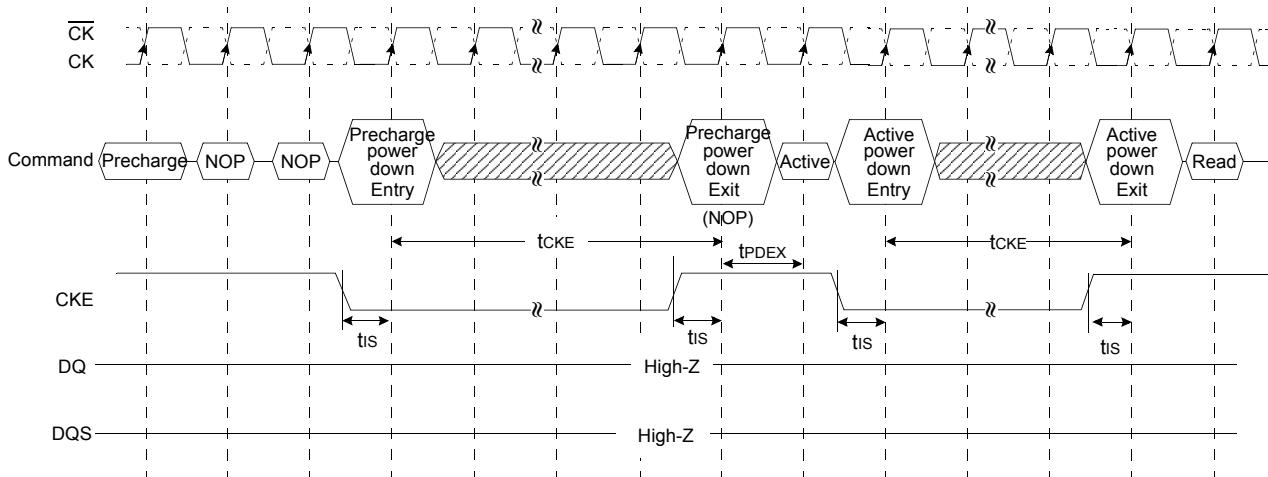 CK
CK
Command
Precharge
NOP
NOP
Precharge
power
down
Entry
Precharge
power
down
Exit
(NOP)
Active
Active
power
down
Entry
Active
power
down
Exit
Read
tCKE
tPDEX
tCKE
CKE
tIS
tIS
tIS
tIS
DQ
High-Z
DQS
High-Z